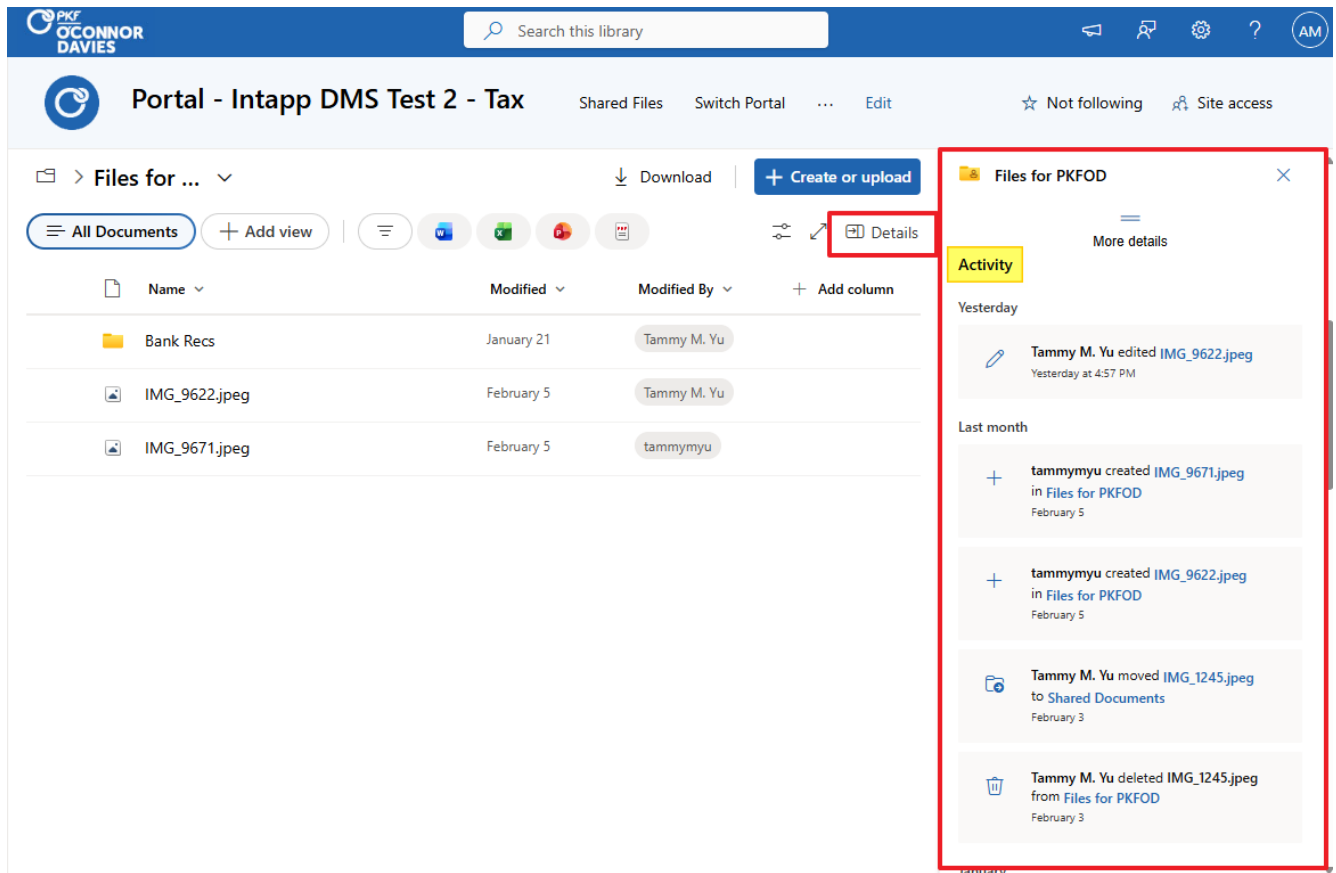 PKF
O'CONNOR
DAVIES
Search this library
?
AM
Portal - Intapp DMS Test 2 - Tax
Shared Files
Switch Portal
...
Edit
Not following
Site access
> Files for ...
Download
+ Create or upload
All Documents
+ Add view
Details
Name
Modified
Modified By
+ Add column
Bank Recs
January 21
Tammy M. Yu
IMG_9622.jpeg
February 5
Tammy M. Yu
IMG_9671.jpeg
February 5
tammymyu
Files for PKFOD
More details
Activity
Yesterday
Tammy M. Yu edited IMG_9622.jpeg
Yesterday at 4:57 PM
Last month
tammymyu created IMG_9671.jpeg
in Files for PKFOD
February 5
tammymyu created IMG_9622.jpeg
in Files for PKFOD
February 5
Tammy M. Yu moved IMG_1245.jpeg
to Shared Documents
February 3
Tammy M. Yu deleted IMG_1245.jpeg
from Files for PKFOD
February 3
January